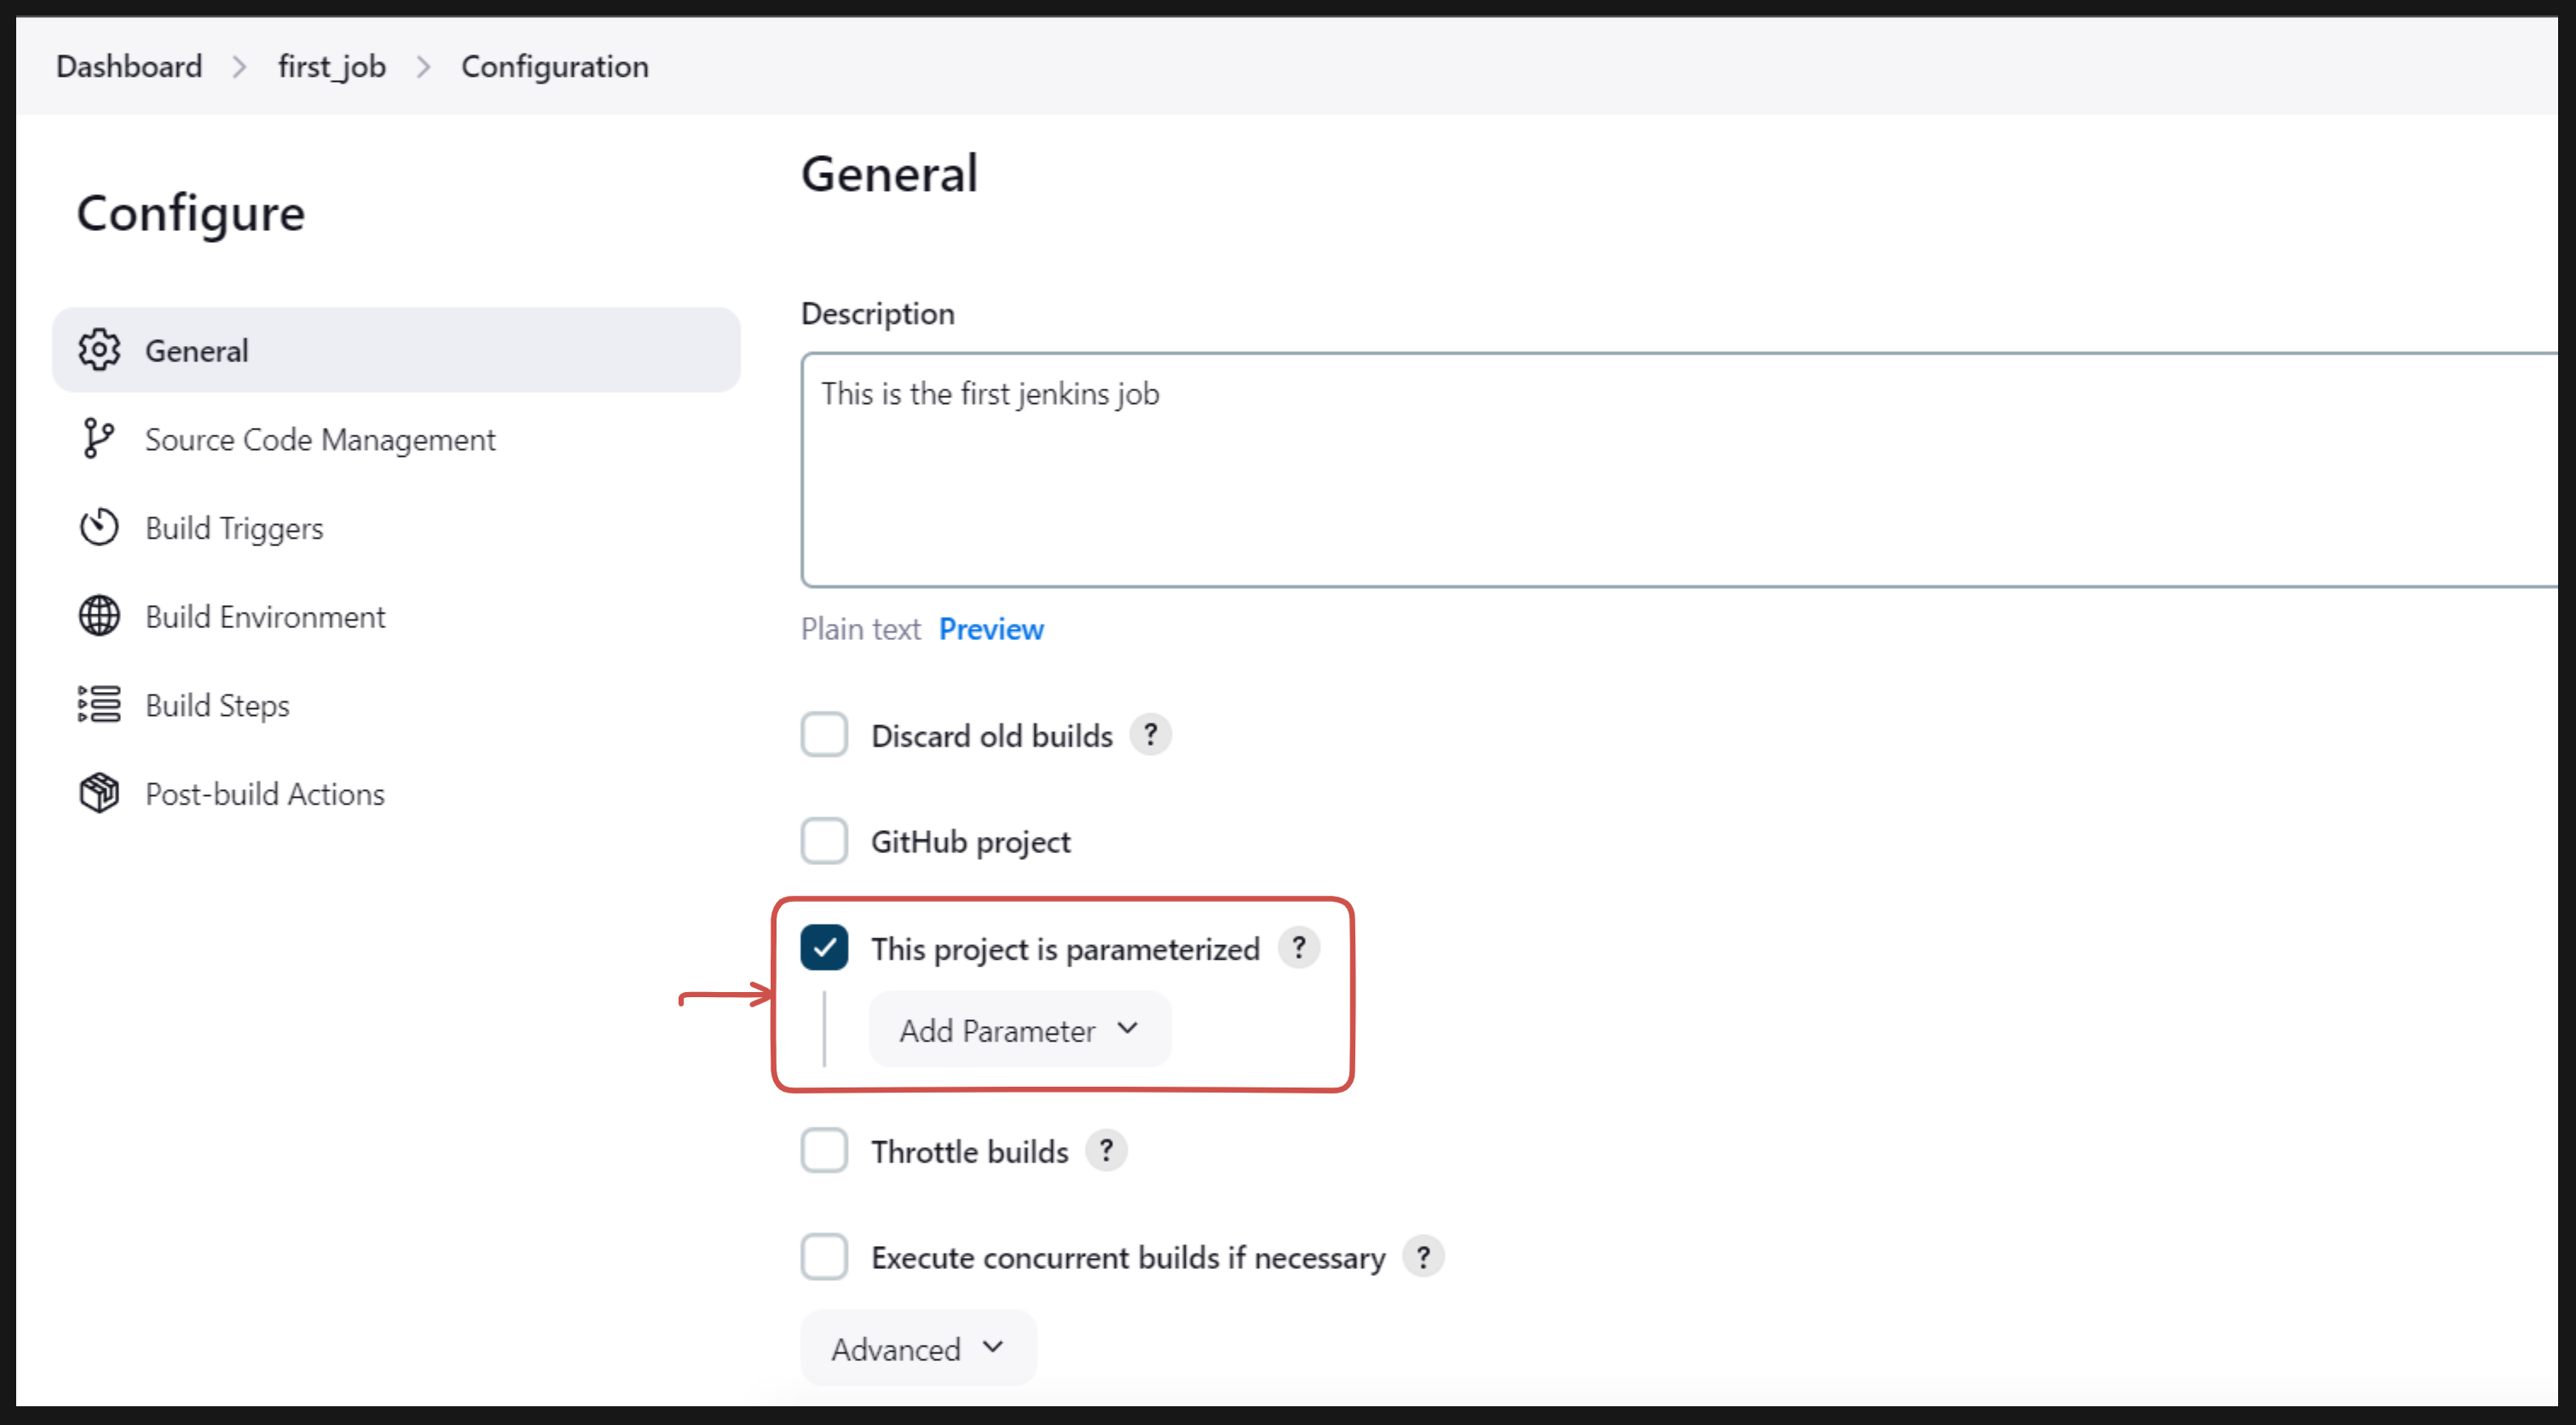 Dashboard > first_job > Configuration
Configure
General
Source Code Management
Build Triggers
Build Environment
Build Steps
Post-build Actions
General
Description
This is the first jenkins job
Plain text Preview
Discard old builds ?
GitHub project
This project is parameterized ?
Add Parameter
Throttle builds ?
Execute concurrent builds if necessary ?
Advanced